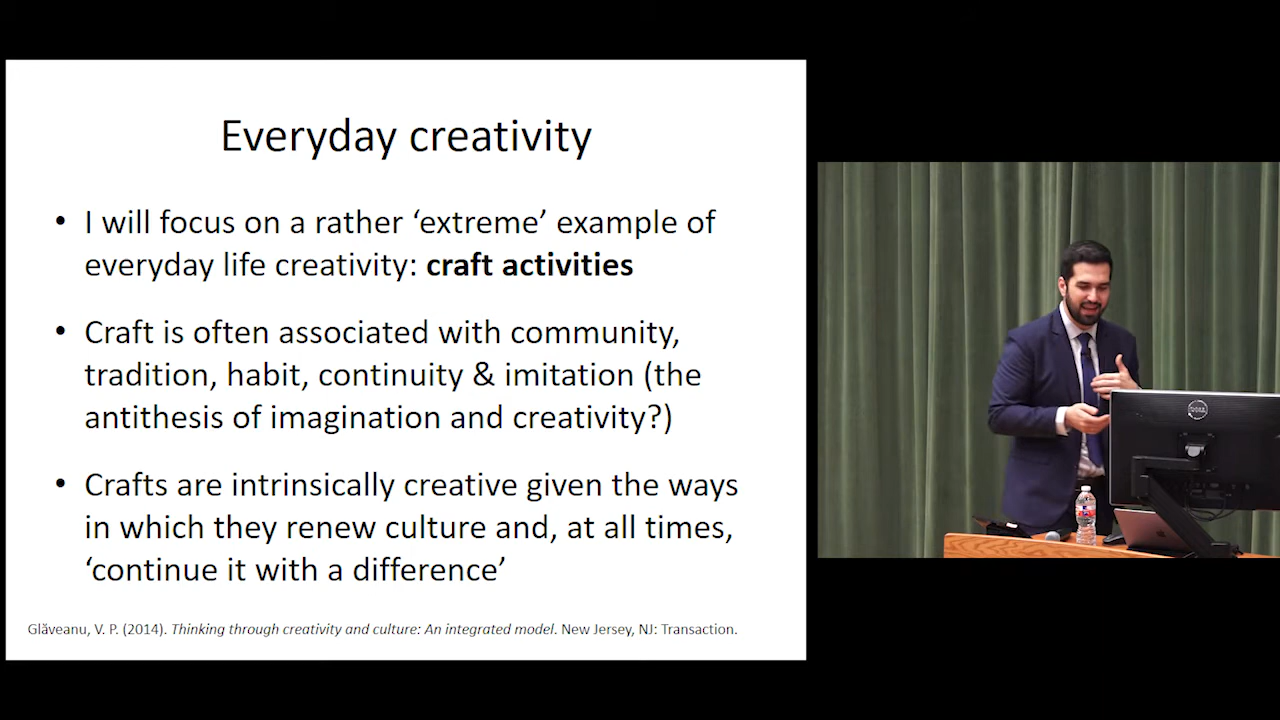 Everyday creativity
• I will focus on a rather ‘extreme’ example of
everyday life creativity: craft activities
• Craft is often associated with community,
tradition, habit, continuity & imitation (the
antithesis of imagination and creativity?)
• Crafts are intrinsically creative given the ways
in which they renew culture and, at all times,
‘continue it with a difference’
Glăveanu, V. P. (2014). Thinking through creativity and culture: An integrated model. New Jersey, NJ: Transaction.